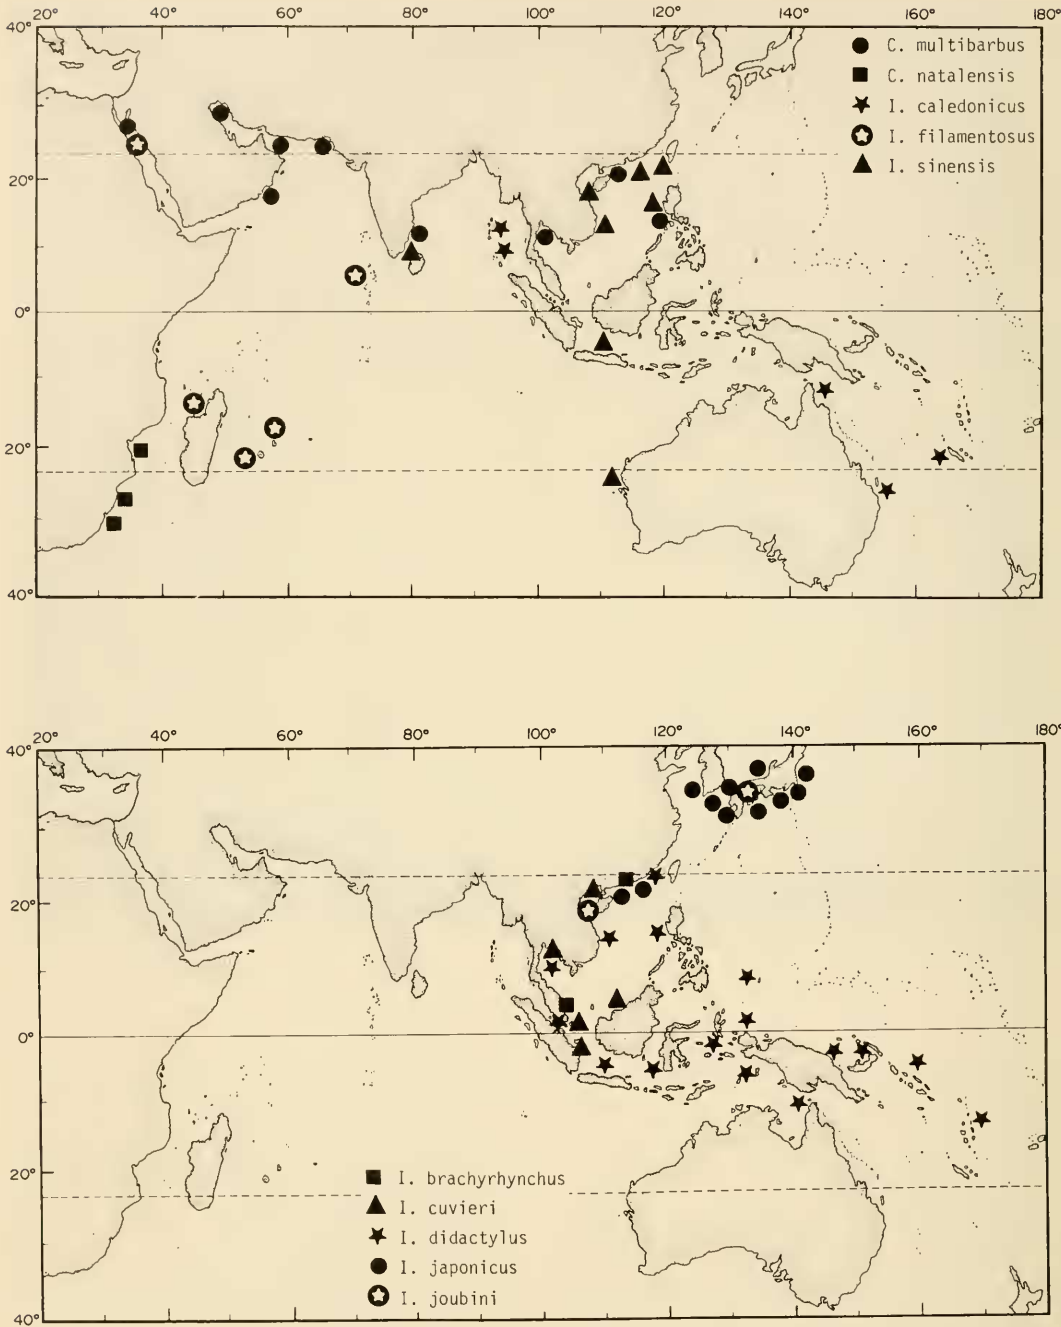 20° 40° 60° 80° 100° 120° 140° 160° 180°
40°
C. multibarbus
C. natalensis
I. caledonicus
I. filamentosus
I. sinensis
20°
0°
20°
40°
20° 40° 60° 80° 100° 120° 140° 160° 180°
40°
20°
0°
20°
I. brachyrhynchus
I. cuvieri
I. didactylus
I. japonicus
I. joubini
40°